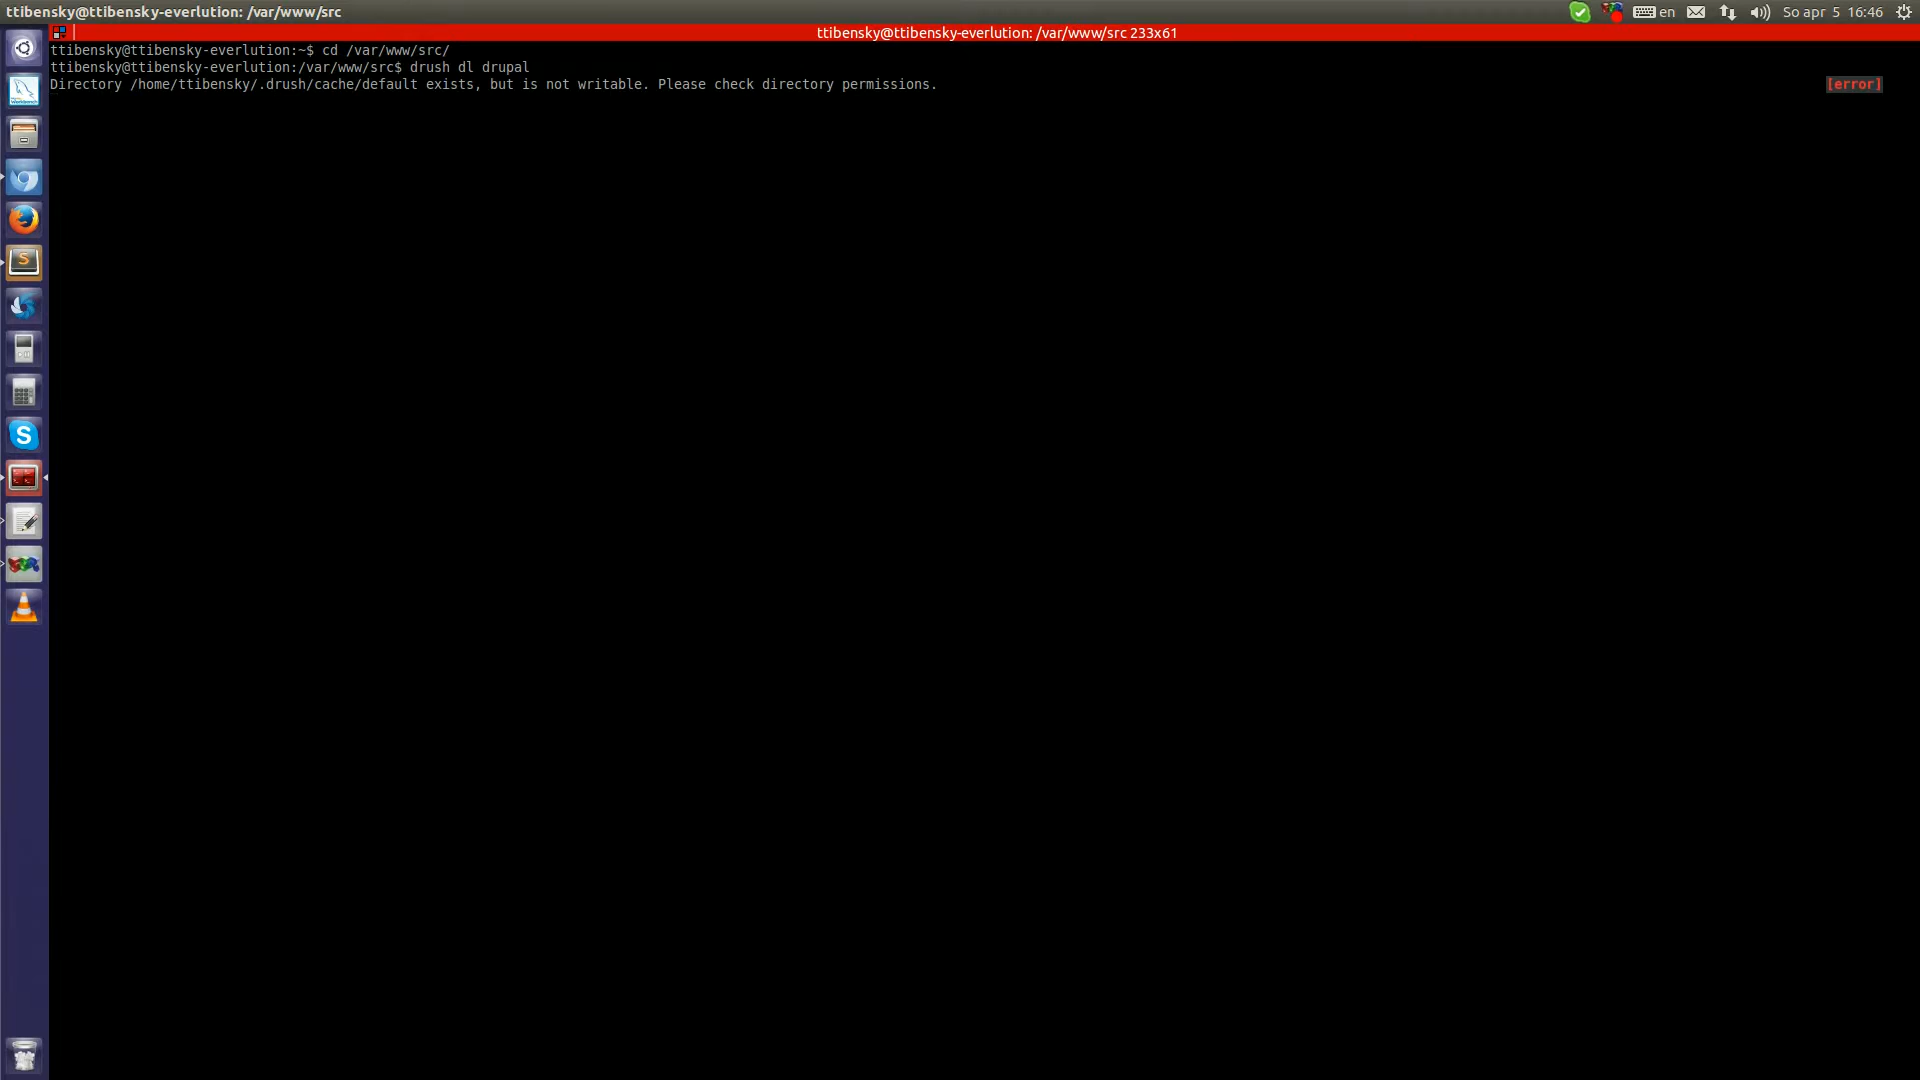 ttibensky@ttibensky-everlution: /var/www/src
en
So apr 5 16:46
ttibensky@ttibensky-everlution: /var/www/src 233x61
ttibensky@ttibensky-everlution:~$ cd /var/www/src/
ttibensky@ttibensky-everlution:/var/www/src$ drush dl drupal
Directory /home/ttibensky/.drush/cache/default exists, but is not writable. Please check directory permissions. [error]